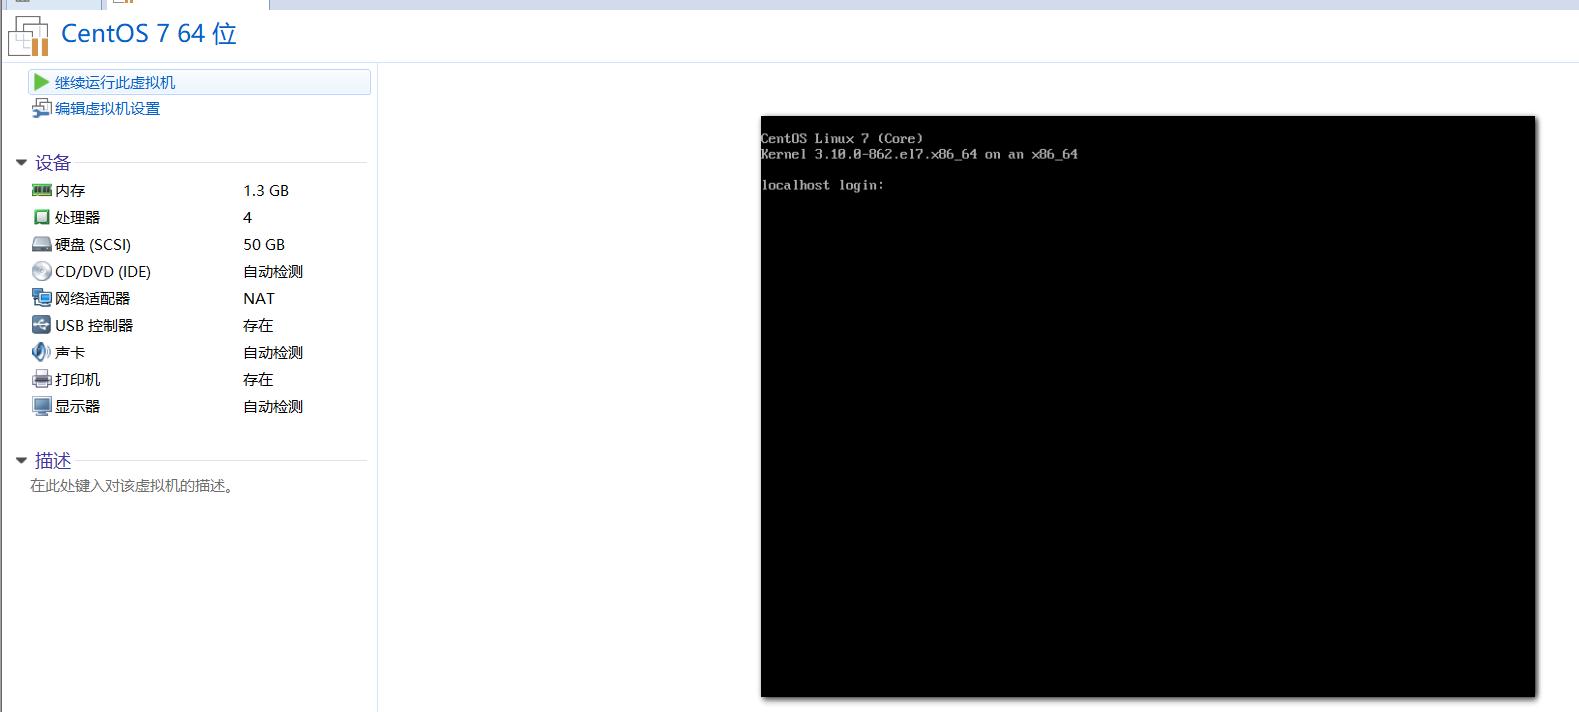 CentOS 7 64 位
继续运行此虚拟机
编辑虚拟机设置
设备
内存 1.3 GB
处理器 4
硬盘 (SCSI) 50 GB
CD/DVD (IDE) 自动检测
网络适配器 NAT
USB 控制器 存在
声卡 自动检测
打印机 存在
显示器 自动检测
描述
在此处键入对该虚拟机的描述。
CentOS Linux 7 (Core)
Kernel 3.10.0-862.el7.x86_64 on an x86_64
localhost login: